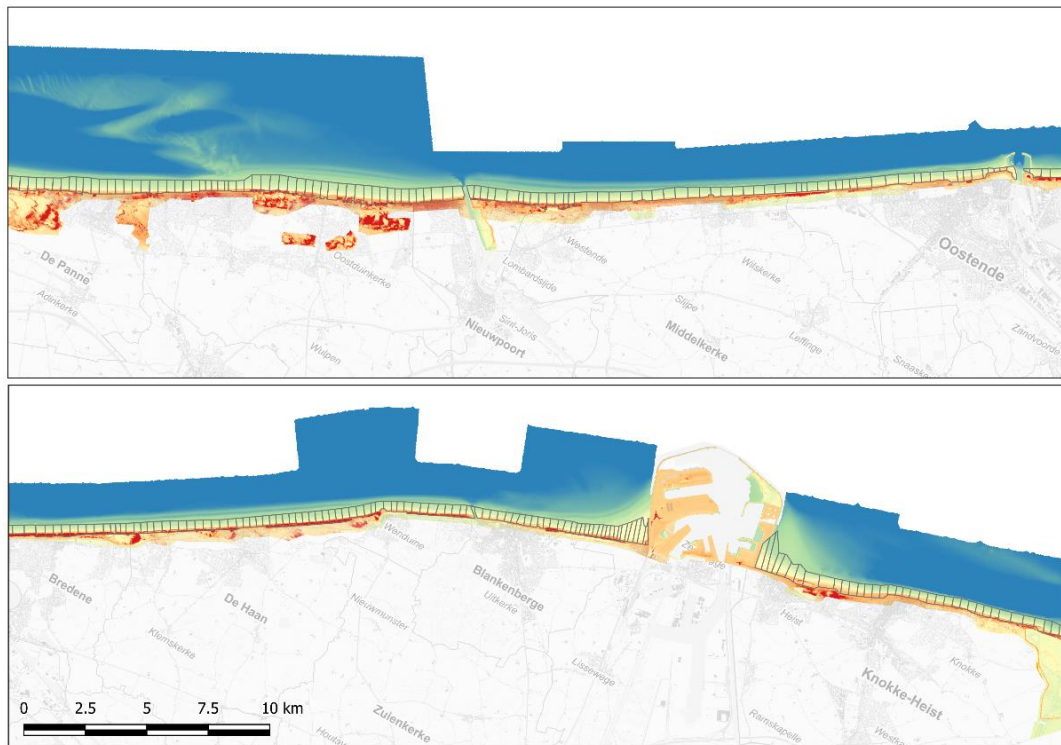 De Panne
Adinkerke
Oostduinkerke
Wulpen
Nieuwpoort
Sint-Joris
Lombardsijde
Westende
Middelkerke
Slijpe
Wilskerke
Leffinge
Oostende
Snaaske
Zandvoorde
Bredene
Klemskerke
De Haan
Wenduine
Nieuwmunster
Blankenberge
Uitkerke
Zuienkerke
Lissewege
Heist
Knokke-Heist
Knokke
Ramskapelle
0 2.5 5 7.5 10 km